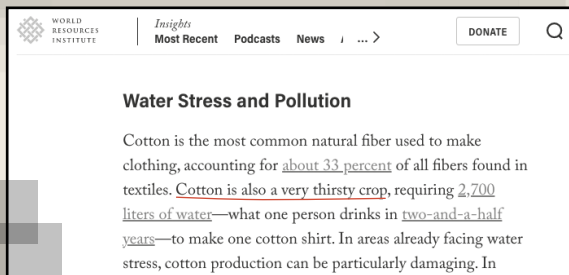 WORLD
RESOURCES
INSTITUTE
Insights
Most Recent Podcasts News ... >
DONATE
Water Stress and Pollution
Cotton is the most common natural fiber used to make
clothing, accounting for about 33 percent of all fibers found in
textiles. Cotton is also a very thirsty crop, requiring 2,700
liters of water—what one person drinks in two-and-a-half
years—to make one cotton shirt. In areas already facing water
stress, cotton production can be particularly damaging. In